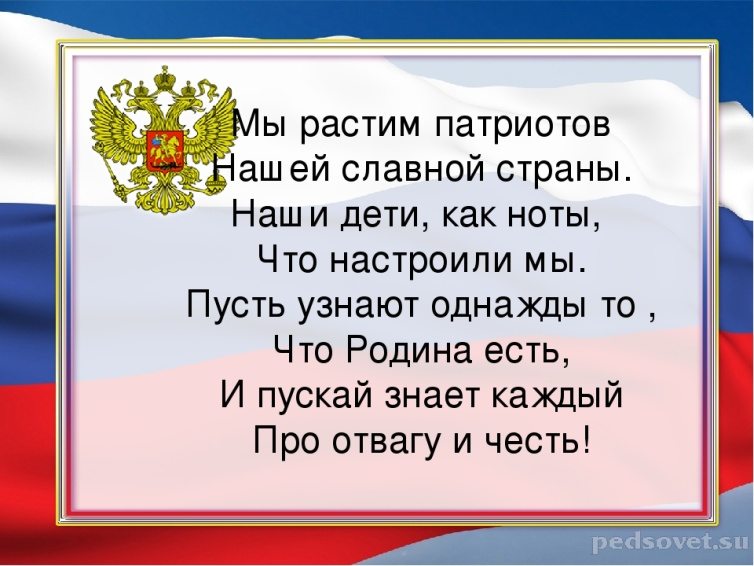 Мы растим патриотов
Нашей славной страны.
Наши дети, как ноты,
Что настроили мы.
Пусть узнают однажды то ,
Что Родина есть,
И пускай знает каждый
Про отвагу и честь!
pedsovet.su